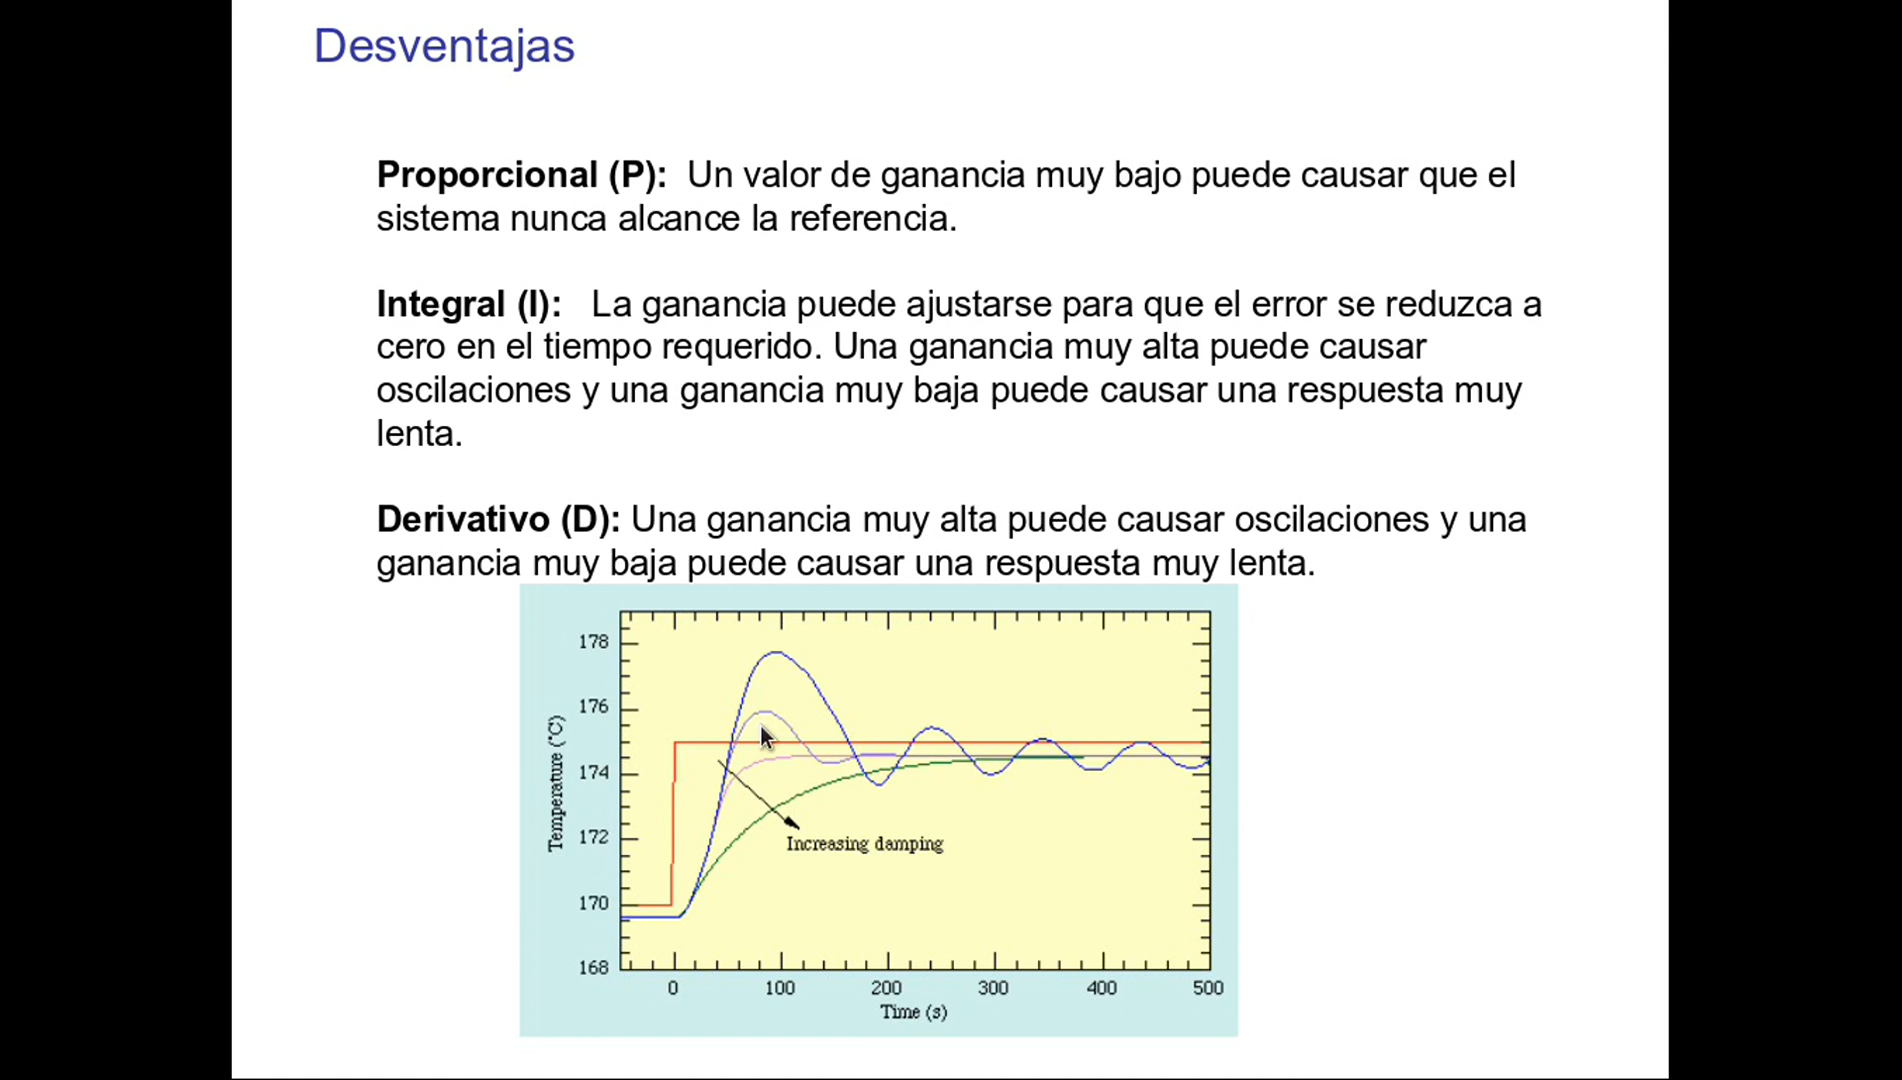 Desventajas
Proporcional (P): Un valor de ganancia muy bajo puede causar que el
sistema nunca alcance la referencia.
Integral (I): La ganancia puede ajustarse para que el error se reduzca a
cero en el tiempo requerido. Una ganancia muy alta puede causar
oscilaciones y una ganancia muy baja puede causar una respuesta muy
lenta.
Derivativo (D): Una ganancia muy alta puede causar oscilaciones y una
ganancia muy baja puede causar una respuesta muy lenta.
178
176
174
172
170
168
Temperature (°C)
Increasing damping
0 100 200 300 400 500
Time (s)